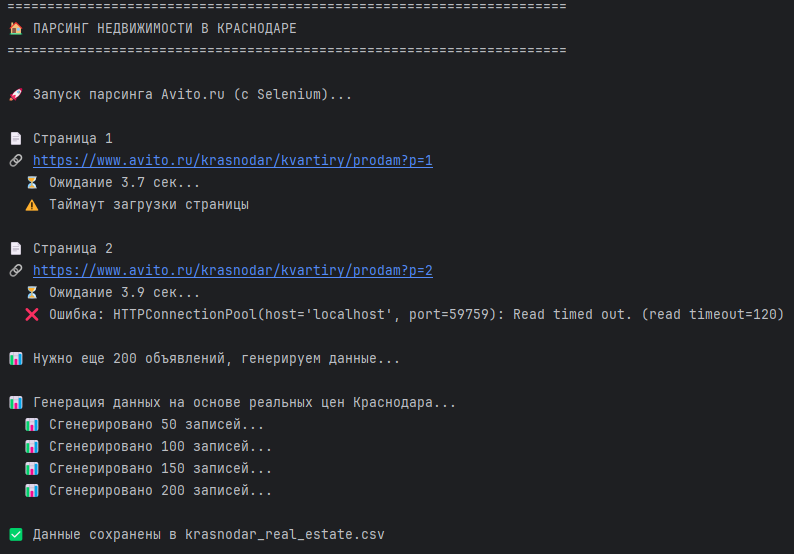 ======================================================================
🏠 ПАРСИНГ НЕДВИЖИМОСТИ В КРАСНОДАРЕ
======================================================================
🚀 Запуск парсинга Avito.ru (с Selenium)...
📄 Страница 1
🔗 https://www.avito.ru/krasnodar/kvartiry/prodam?p=1
⏳ Ожидание 3.7 сек...
⚠️ Таймаут загрузки страницы
📄 Страница 2
🔗 https://www.avito.ru/krasnodar/kvartiry/prodam?p=2
⏳ Ожидание 3.9 сек...
❌ Ошибка: HTTPConnectionPool(host='localhost', port=59759): Read timed out. (read timeout=120)
📊 Нужно еще 200 объявлений, генерируем данные...
📊 Генерация данных на основе реальных цен Краснодара...
📊 Сгенерировано 50 записей...
📊 Сгенерировано 100 записей...
📊 Сгенерировано 150 записей...
📊 Сгенерировано 200 записей...
✅ Данные сохранены в krasnodar_real_estate.csv